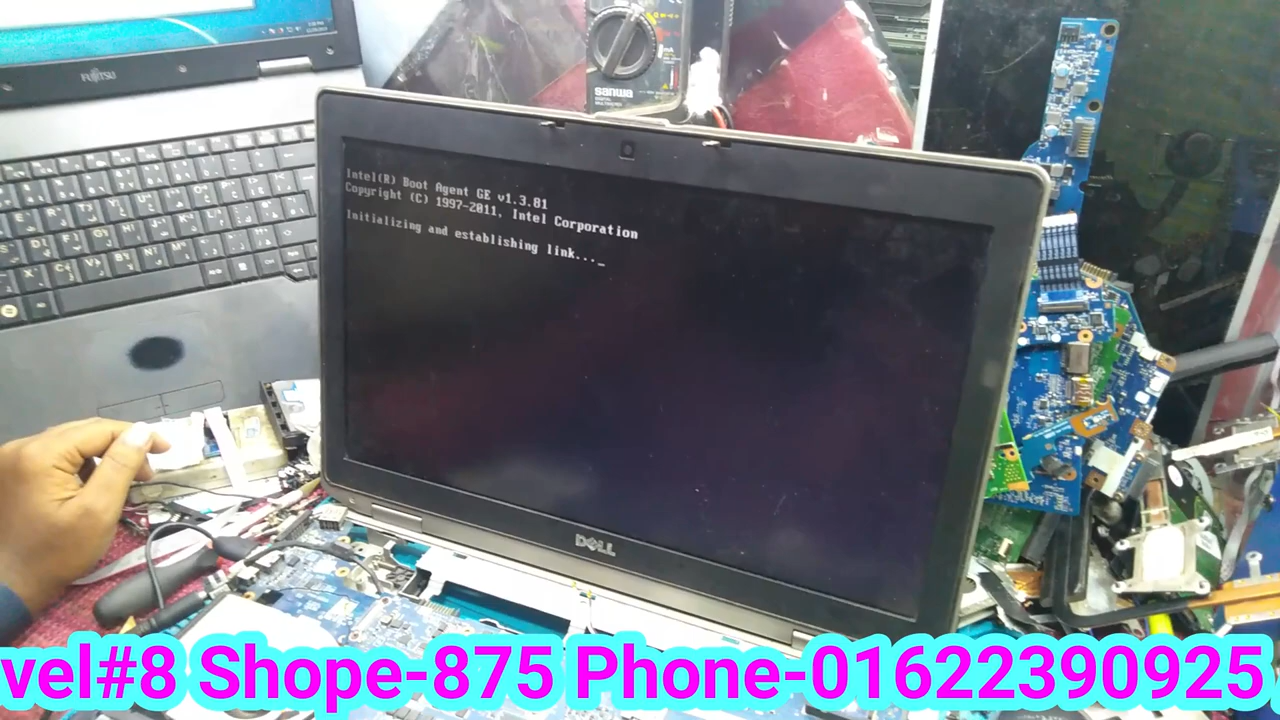 FUJITSU
sanwa
Intel(R) Boot Agent GE v1.3.81
Copyright (C) 1997-2011, Intel Corporation
Initializing and establishing link..._
DELL
vel#8 Shope-875 Phone-01622390925